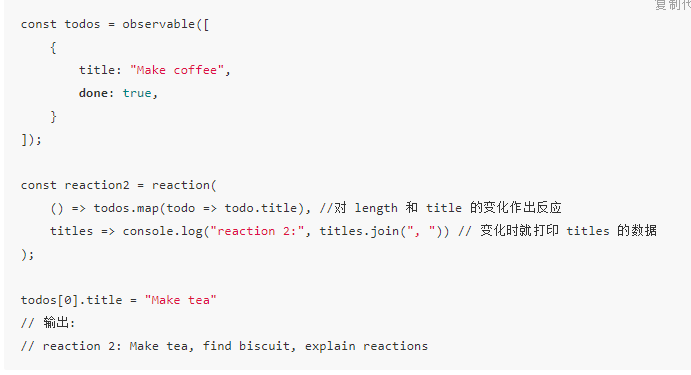 复制代
const todos = observable([
    {
        title: "Make coffee",
        done: true,
    }
]);
const reaction2 = reaction(
    () => todos.map(todo => todo.title), //对 length 和 title 的变化作出反应
    titles => console.log("reaction 2:", titles.join(", ")) // 变化时就打印 titles 的数据
);
todos[0].title = "Make tea"
// 输出:
// reaction 2: Make tea, find biscuit, explain reactions